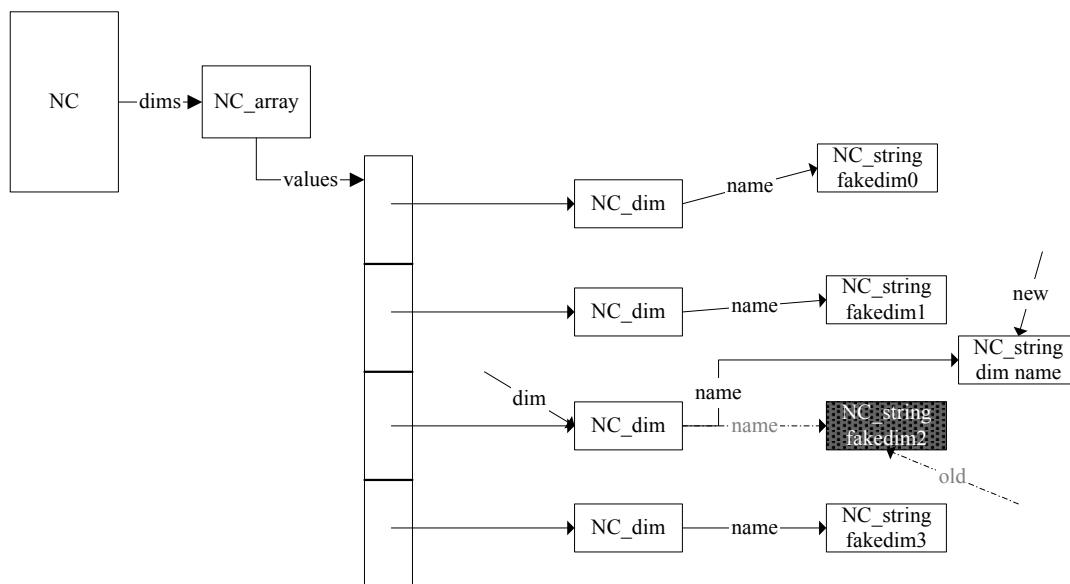 NC
dims
NC_array
values
NC_dim
name
NC_string
fakedim0
NC_dim
name
NC_string
fakedim1
new
NC_string
dim name
dim
name
NC_dim
name
NC_string
fakedim2
old
NC_dim
name
NC_string
fakedim3